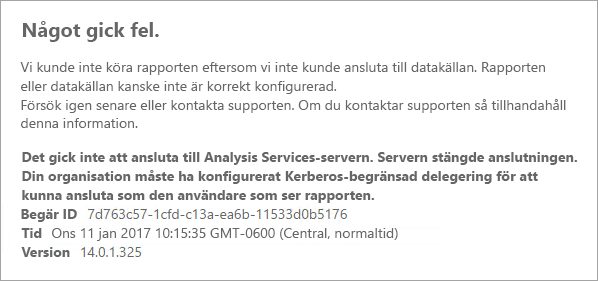 Något gick fel.
Vi kunde inte köra rapporten eftersom vi inte kunde ansluta till datakällan. Rapporten
eller datakällan kanske inte är korrekt konfigurerad.
Försök igen senare eller kontakta supporten. Om du kontaktar supporten så tillhandahåll
denna information.
Det gick inte att ansluta till Analysis Services-servern. Servern stängde anslutningen.
Din organisation måste ha konfigurerat Kerberos-begränsad delegering för att
kunna ansluta som den användare som ser rapporten.
Begär ID 7d763c57-1cfd-c13a-ea6b-11533d0b5176
Tid Ons 11 jan 2017 10:15:35 GMT-0600 (Central, normaltid)
Version 14.0.1.325